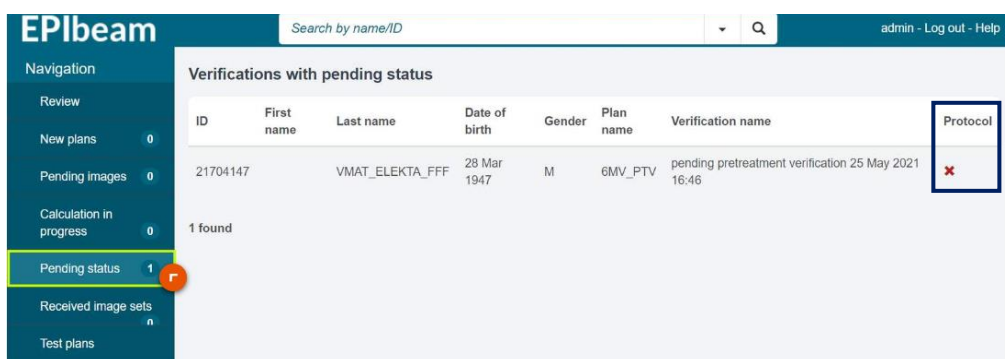 EPIbeam
Search by name/ID
admin - Log out - Help
Navigation
Review
New plans 0
Pending images 0
Calculation in
progress 0
Pending status 1
Received image sets
0
Test plans
Verifications with pending status
ID First name Last name Date of birth Gender Plan name Verification name Protocol
21704147 VMAT_ELEKTA_FFF 28 Mar 1947 M 6MV_PTV pending pretreatment verification 25 May 2021
16:46
1 found